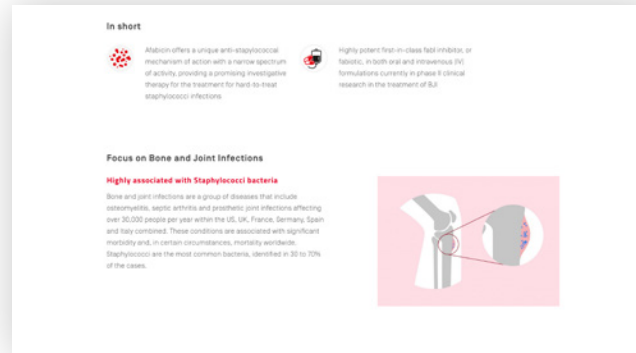 In short
Afabicin offers a unique anti-stapylococcal
mechanism of action with a narrow spectrum
of activity, providing a promising investigative
therapy for the treatment for hard-to-treat
staphylococci infections
Highly potent first-in-class fabI inhibitor, or
fabiotic, in both oral and intravenous (IV)
formulations currently in phase II clinical
research in the treatment of BJI
Focus on Bone and Joint Infections
Highly associated with Staphylococci bacteria
Bone and joint infections are a group of diseases that include
osteomyelitis, septic arthritis and prosthetic joint infections affecting
over 30,000 people per year within the US, UK, France, Germany, Spain
and Italy combined. These conditions are associated with significant
morbidity and, in certain circumstances, mortality worldwide.
Staphylococci are the most common bacteria, identified in 30 to 70%
of the cases.